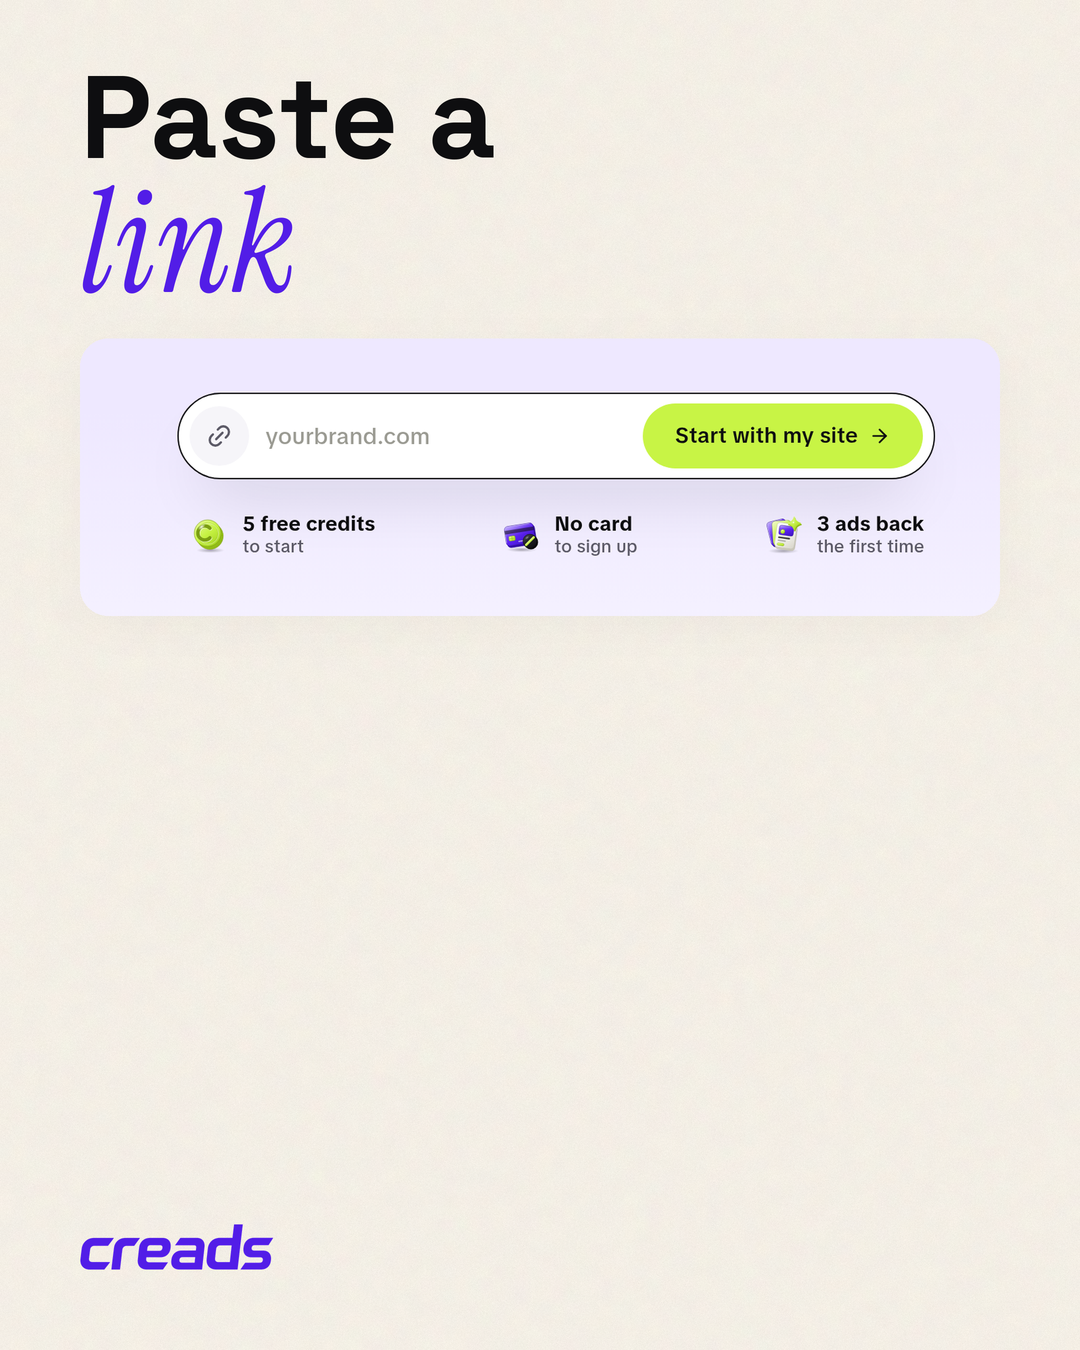 Paste a
link
yourbrand.com
Start with my site →
5 free credits
to start
No card
to sign up
3 ads back
the first time
creads